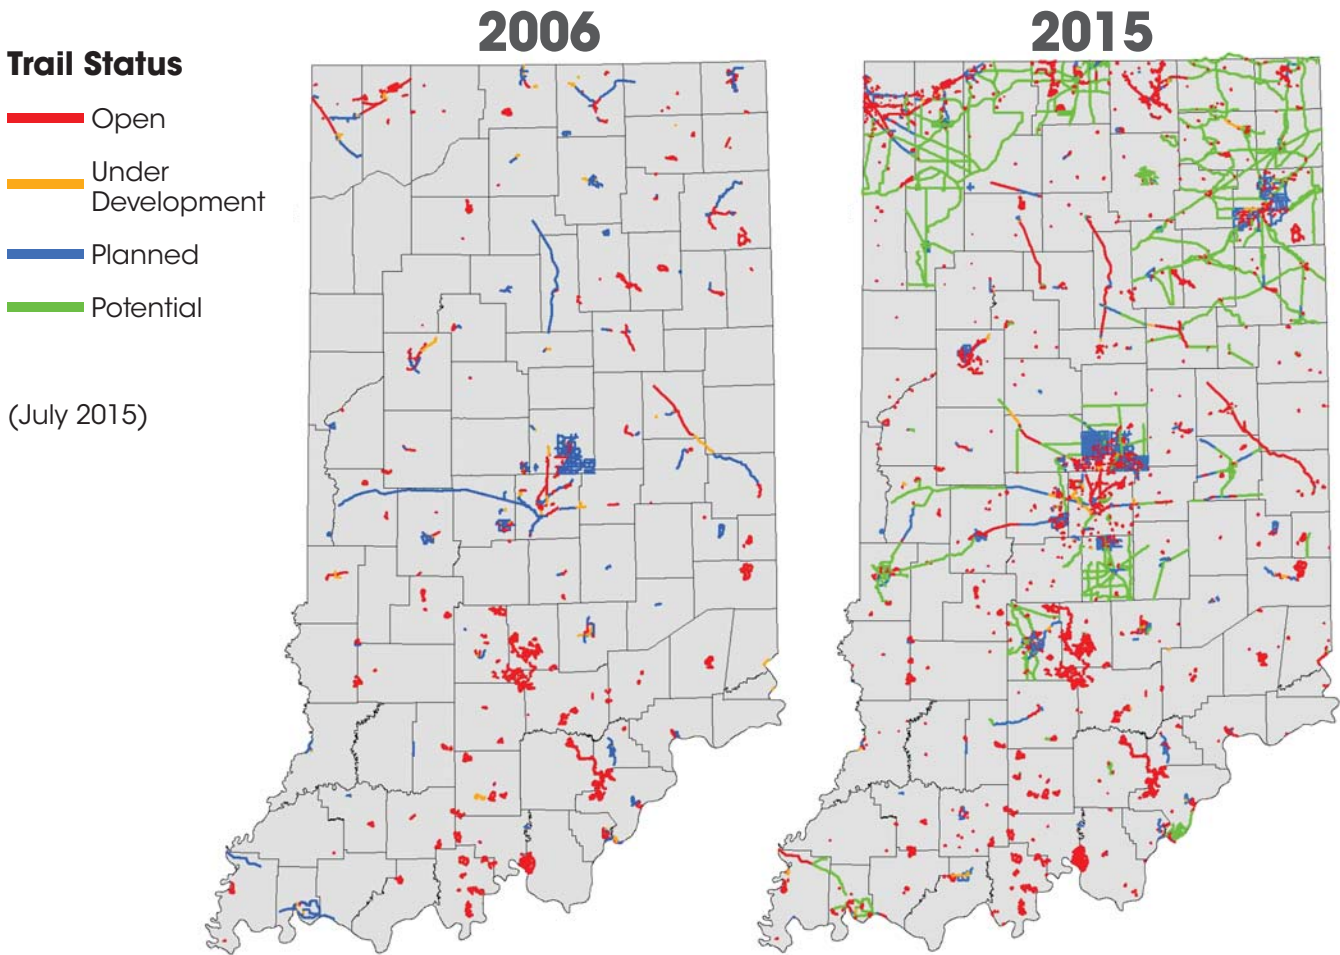 2006
2015
Trail Status
Open
Under
Development
Planned
Potential
(July 2015)